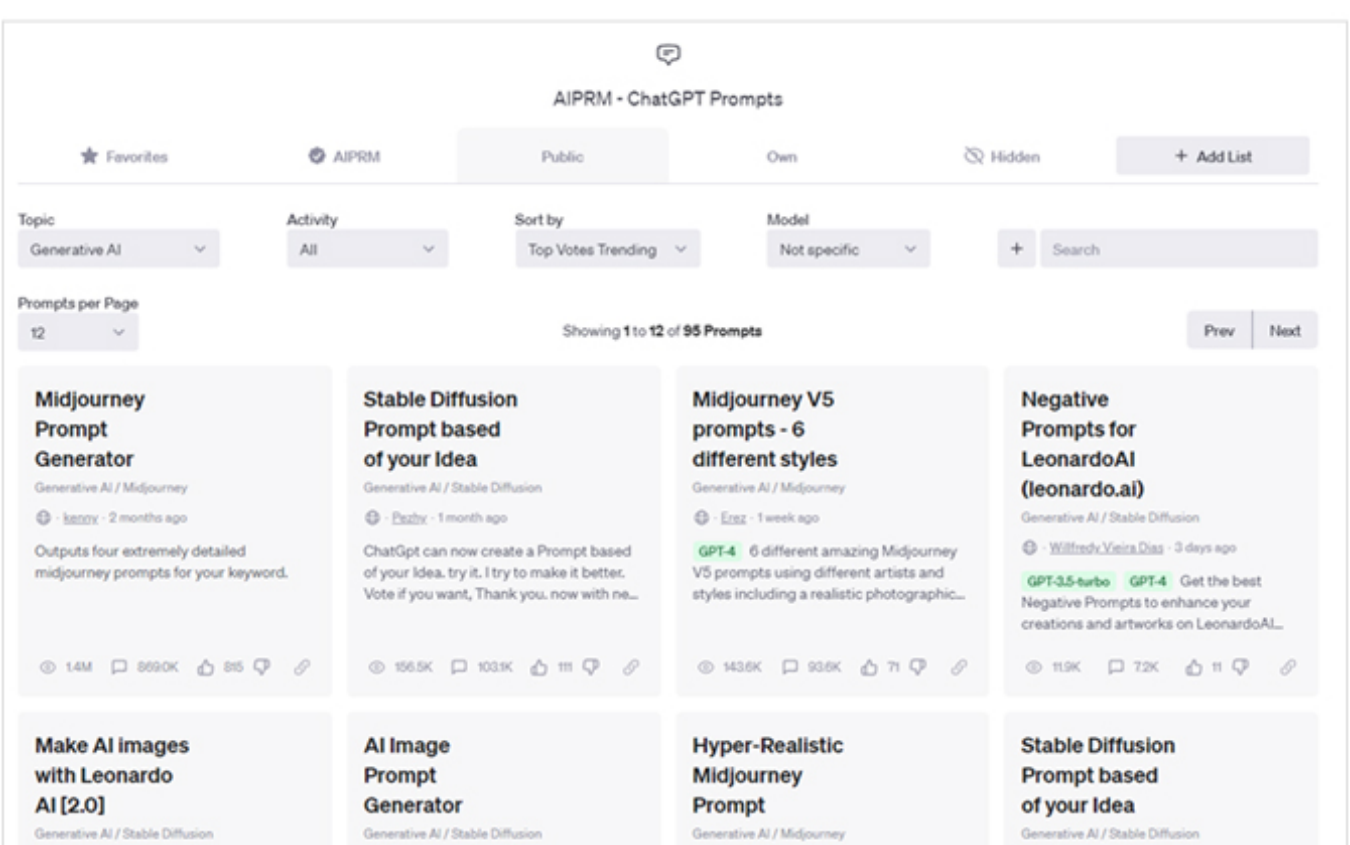 AIPRM - ChatGPT Prompts
Favorites
AIPRM
Public
Own
Hidden
+ Add List
Topic
Activity
Sort by
Model
Generative AI
All
Top Votes Trending
Not specific
+
Search
Prompts per Page
12
Showing 1 to 12 of 95 Prompts
Prev
Next
Midjourney
Prompt
Generator
Generative AI / Midjourney
· kenny · 2 months ago
Outputs four extremely detailed
midjourney prompts for your keyword.
1.4M 869.0K 815
Stable Diffusion
Prompt based
of your Idea
Generative AI / Stable Diffusion
· Pezhv · 1 month ago
ChatGpt can now create a Prompt based
of your Idea. try it. I try to make it better.
Vote if you want, Thank you. now with ne...
156.5K 103.1K 111
Midjourney V5
prompts - 6
different styles
Generative AI / Midjourney
· Erez · 1 week ago
GPT-4 6 different amazing Midjourney
V5 prompts using different artists and
styles including a realistic photographic...
143.6K 93.6K 71
Negative
Prompts for
LeonardoAI
(leonardo.ai)
Generative AI / Stable Diffusion
· Willfredy Vieira Dias · 3 days ago
GPT-3.5-turbo GPT-4 Get the best
Negative Prompts to enhance your
creations and artworks on LeonardoAI...
11.9K 7.2K 11
Make AI images
with Leonardo
AI [2.0]
Generative AI / Stable Diffusion
AI Image
Prompt
Generator
Generative AI / Stable Diffusion
Hyper-Realistic
Midjourney
Prompt
Generative AI / Midjourney
Stable Diffusion
Prompt based
of your Idea
Generative AI / Stable Diffusion